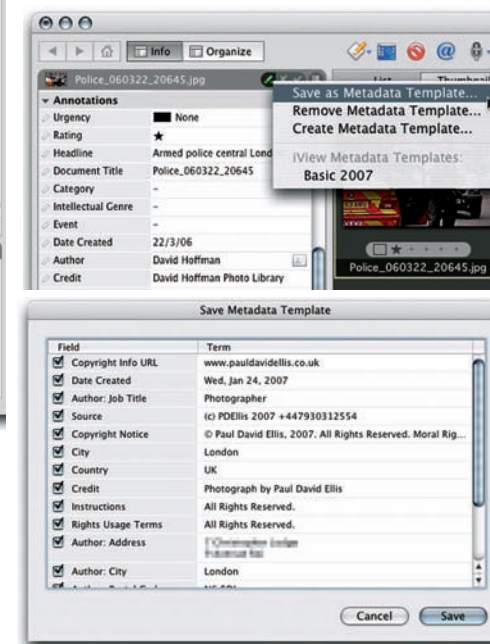 Info Organize
Police_060322_20645.jpg
List Thumbnail
Save as Metadata Template...
Remove Metadata Template...
Create Metadata Template...
iView Metadata Templates:
Basic 2007
Annotations
Urgency None
Rating ★
Headline Armed police central Lond
Document Title Police_060322_20645
Category -
Intellectual Genre -
Event -
Date Created 22/3/06
Author David Hoffman
Credit David Hoffman Photo Library
Police_060322_20645.jpg
Save Metadata Template
Field Term
Copyright Info URL www.pauldavidellis.co.uk
Date Created Wed, Jan 24, 2007
Author: Job Title Photographer
Source (c) PDEllis 2007 +447930312554
Copyright Notice © Paul David Ellis, 2007. All Rights Reserved. Moral Rig...
City London
Country UK
Credit Photograph by Paul David Ellis
Instructions All Rights Reserved.
Rights Usage Terms All Rights Reserved.
Author: Address
Author: City London
Cancel Save